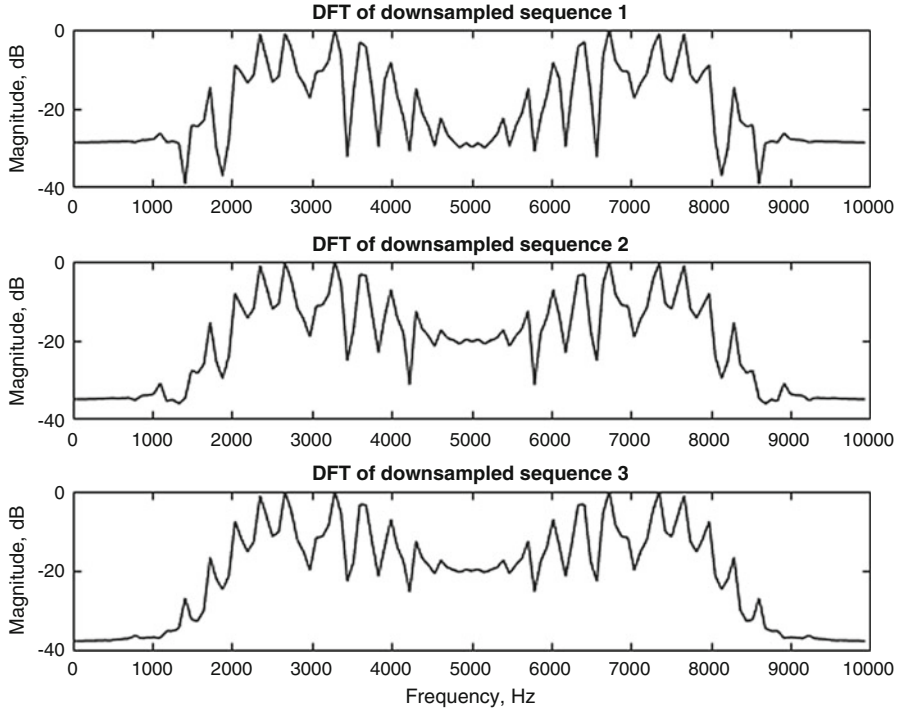 DFT of downsampled sequence 1
Magnitude, dB
0
-20
-40
0 1000 2000 3000 4000 5000 6000 7000 8000 9000 10000
DFT of downsampled sequence 2
Magnitude, dB
0
-20
-40
0 1000 2000 3000 4000 5000 6000 7000 8000 9000 10000
DFT of downsampled sequence 3
Magnitude, dB
0
-20
-40
0 1000 2000 3000 4000 5000 6000 7000 8000 9000 10000
Frequency, Hz